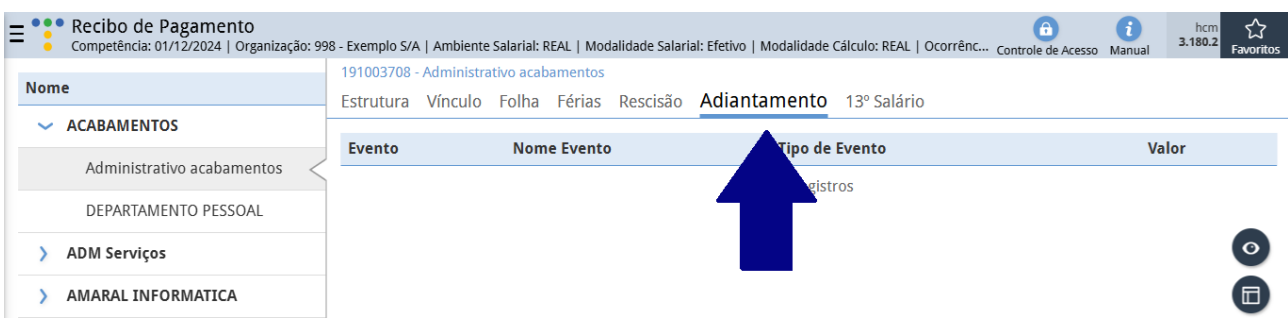 Recibo de Pagamento
Competência: 01/12/2024 | Organização: 998 - Exemplo S/A | Ambiente Salarial: REAL | Modalidade Salarial: Efetivo | Modalidade Cálculo: REAL | Ocorrênc...
Controle de Acesso
Manual
hcm
3.180.2
Favoritos
Nome
ACABAMENTOS
Administrativo acabamentos
DEPARTAMENTO PESSOAL
ADM Serviços
AMARAL INFORMATICA
191003708 - Administrativo acabamentos
Estrutura Vínculo Folha Férias Rescisão Adiantamento 13º Salário
Evento Nome Evento Tipo de Evento Valor